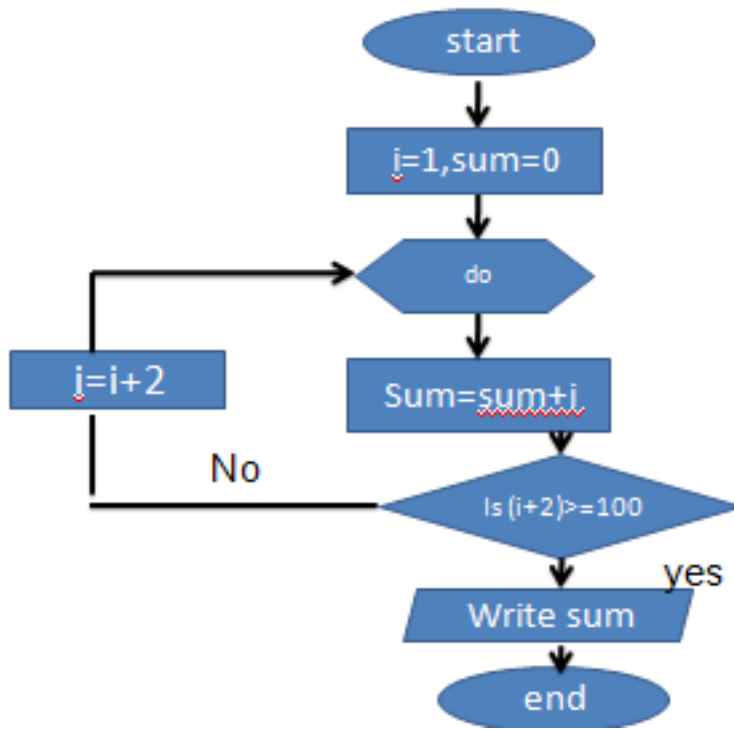 start
i=1,sum=0
do
i=i+2
Sum=sum+i
No
Is (i+2)>=100
yes
Write sum
end